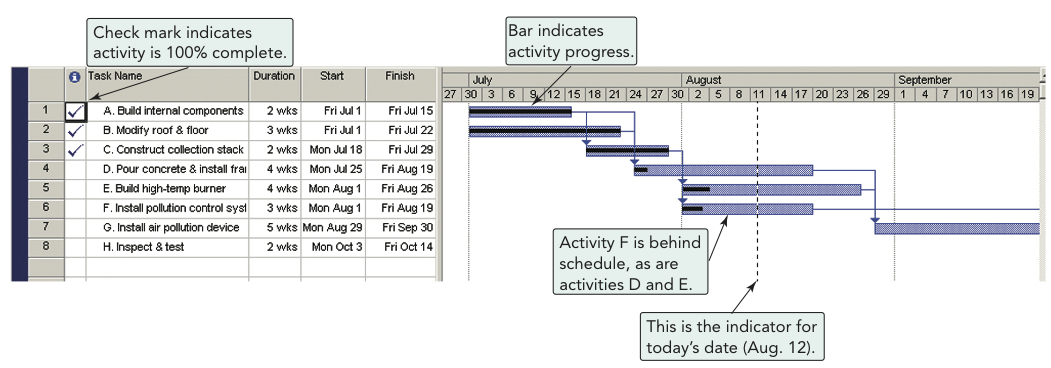 Check mark indicates
activity is 100% complete.
Bar indicates
activity progress.
Task Name Duration Start Finish
July August September
27 30 3 6 9 12 15 18 21 24 27 30 2 5 8 11 14 17 20 23 26 29 1 4 7 10 13 16 19
1 A. Build internal components 2 wks Fri Jul 1 Fri Jul 15
2 B. Modify roof & floor 3 wks Fri Jul 1 Fri Jul 22
3 C. Construct collection stack 2 wks Mon Jul 18 Fri Jul 29
4 D. Pour concrete & install frai 4 wks Mon Jul 25 Fri Aug 19
5 E. Build high-temp burner 4 wks Mon Aug 1 Fri Aug 26
6 F. Install pollution control syst 3 wks Mon Aug 1 Fri Aug 19
7 G. Install air pollution device 5 wks Mon Aug 29 Fri Sep 30
8 H. Inspect & test 2 wks Mon Oct 3 Fri Oct 14
Activity F is behind
schedule, as are
activities D and E.
This is the indicator for
today's date (Aug. 12).